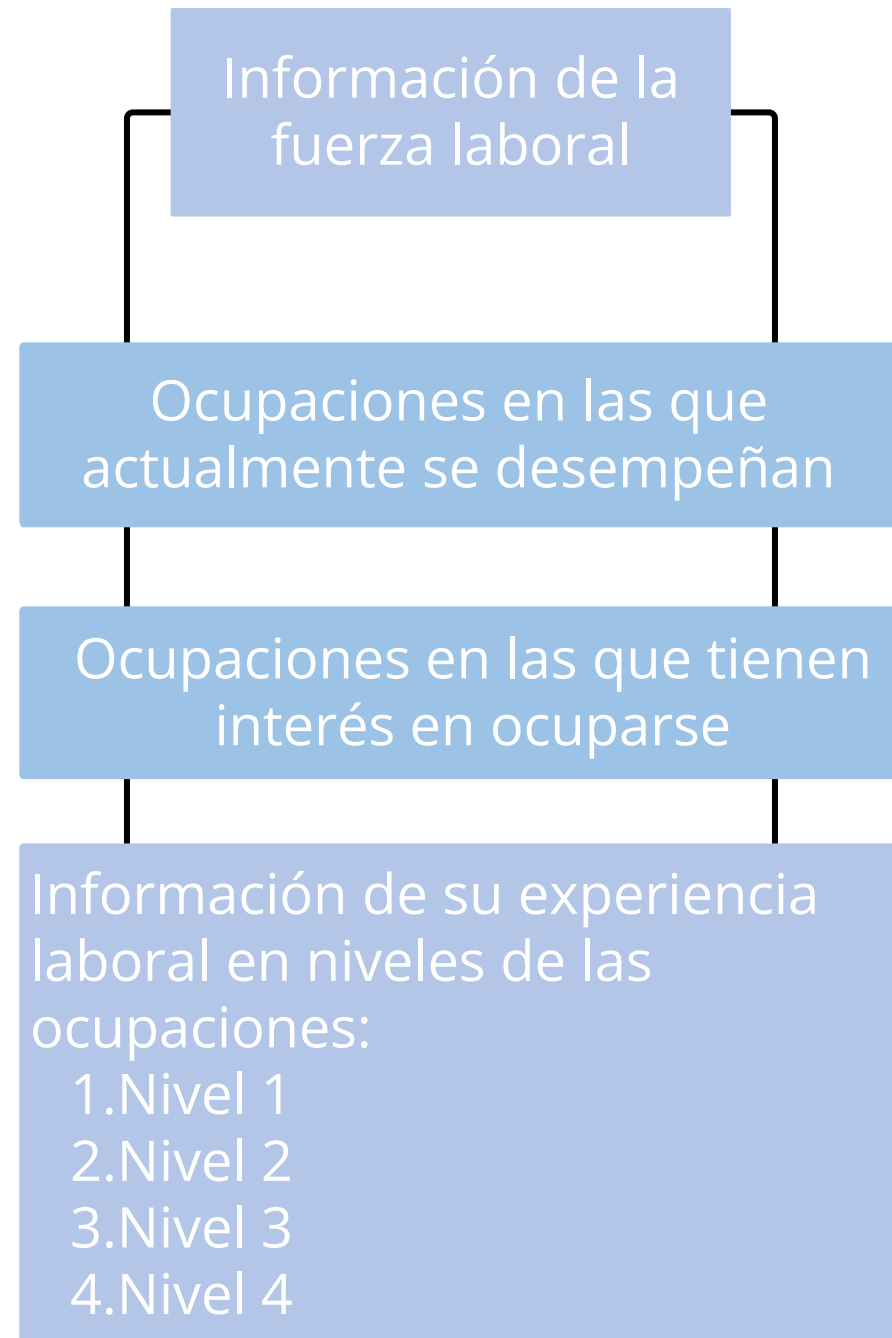 Información de la
fuerza laboral
Ocupaciones en las que
actualmente se desempeñan
Ocupaciones en las que tienen
interés en ocuparse
Información de su experiencia
laboral en niveles de las
ocupaciones:
1.Nivel 1
2.Nivel 2
3.Nivel 3
4.Nivel 4